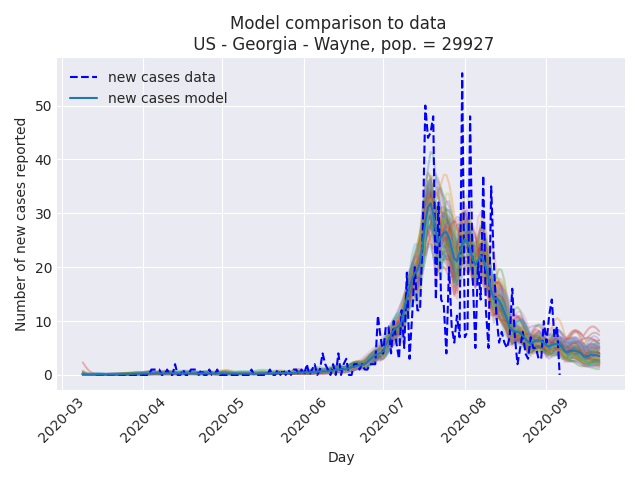 Model comparison to data
US - Georgia - Wayne, pop. = 29927
new cases data
new cases model
Number of new cases reported
50
40
30
20
10
0
2020-03
2020-04
2020-05
2020-06
2020-07
2020-08
2020-09
Day